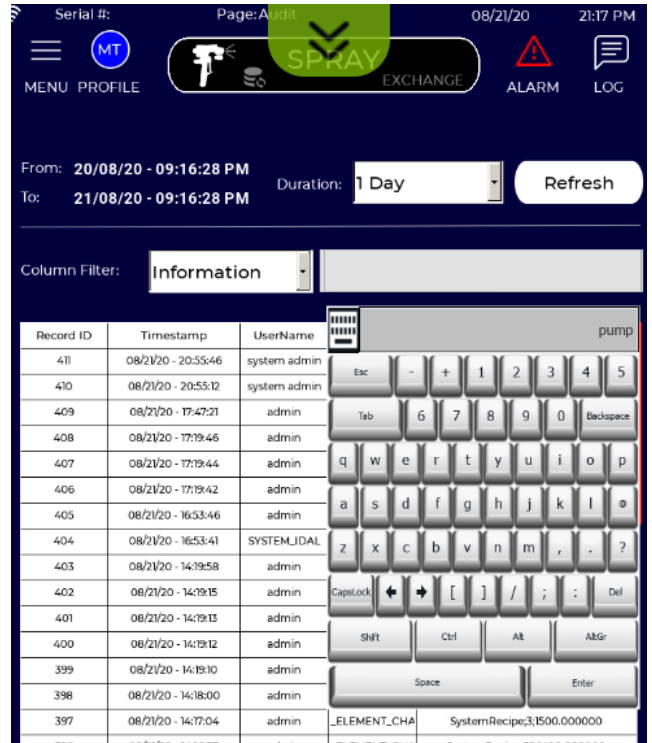 Serial #: Page: Audit 08/21/20 21:17 PM
MT
SPRAY
EXCHANGE
MENU PROFILE ALARM LOG
From: 20/08/20 - 09:16:28 PM
To: 21/08/20 - 09:16:28 PM
Duration: 1 Day Refresh
Column Filter: Information
pump
Record ID Timestamp UserName
411 08/21/20 - 20:55:46 system admin
410 08/21/20 - 20:55:12 system admin
409 08/21/20 - 17:47:21 admin
408 08/21/20 - 17:19:46 admin
407 08/21/20 - 17:19:44 admin
406 08/21/20 - 17:19:42 admin
405 08/21/20 - 16:53:46 admin
404 08/21/20 - 16:53:41 SYSTEM_IDAL
403 08/21/20 - 14:19:58 admin
402 08/21/20 - 14:19:15 admin
401 08/21/20 - 14:19:13 admin
400 08/21/20 - 14:19:12 admin
399 08/21/20 - 14:19:10 admin
398 08/21/20 - 14:18:00 admin
397 08/21/20 - 14:17:04 admin _ELEMENT_CHA SystemRecipe;3;1500.000000
Esc - + 1 2 3 4 5
Tab 6 7 8 9 0 Backspace
q w e r t y u i o p
a s d f g h j k l @
z x c b v n m , . ?
CapsLock [ ] / ; : Del
Shift Ctrl Alt AltGr
Space Enter